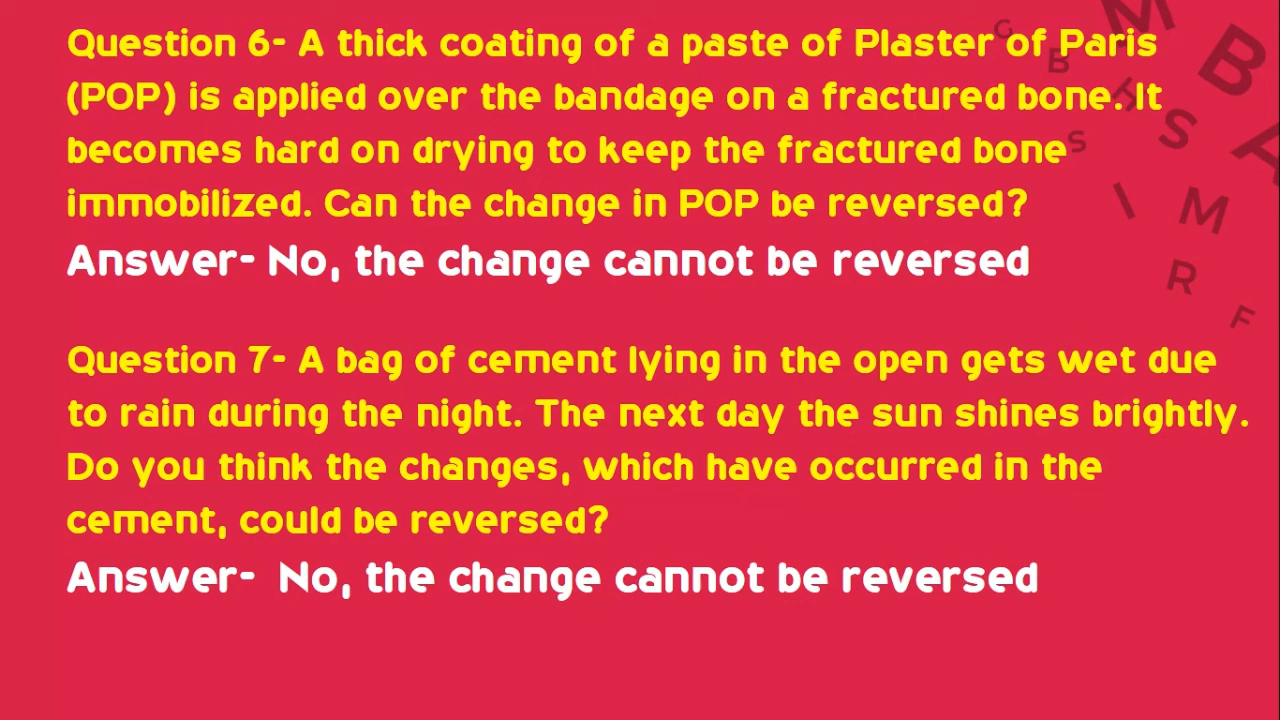 Question 6- A thick coating of a paste of Plaster of Paris
(POP) is applied over the bandage on a fractured bone. It
becomes hard on drying to keep the fractured bone
immobilized. Can the change in POP be reversed?
Answer- No, the change cannot be reversed
Question 7- A bag of cement lying in the open gets wet due
to rain during the night. The next day the sun shines brightly.
Do you think the changes, which have occurred in the
cement, could be reversed?
Answer- No, the change cannot be reversed
G
M
B
B
H
S
S
A
I
M
R
F